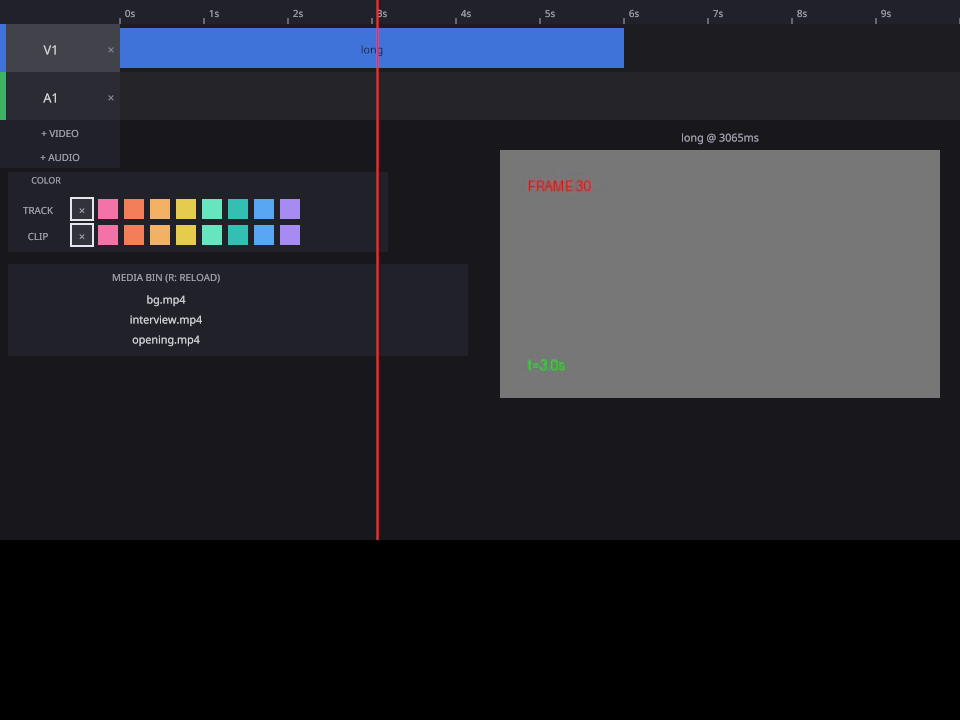 0s 1s 2s 3s 4s 5s 6s 7s 8s 9s
V1 × long
A1 ×
+ VIDEO
+ AUDIO
long @ 3065ms
COLOR
TRACK ×
CLIP ×
FRAME 30
MEDIA BIN (R: RELOAD)
bg.mp4
interview.mp4
opening.mp4
t=3.0s